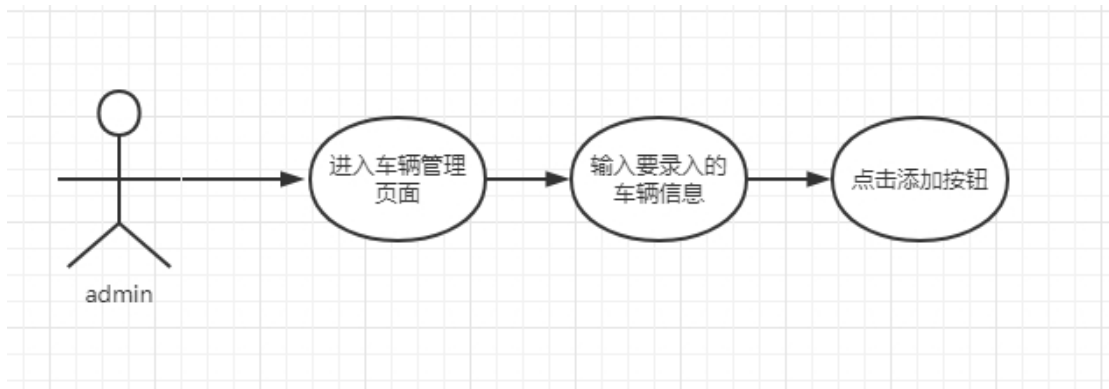 进入车辆管理
页面
输入要录入的
车辆信息
点击添加按钮
admin